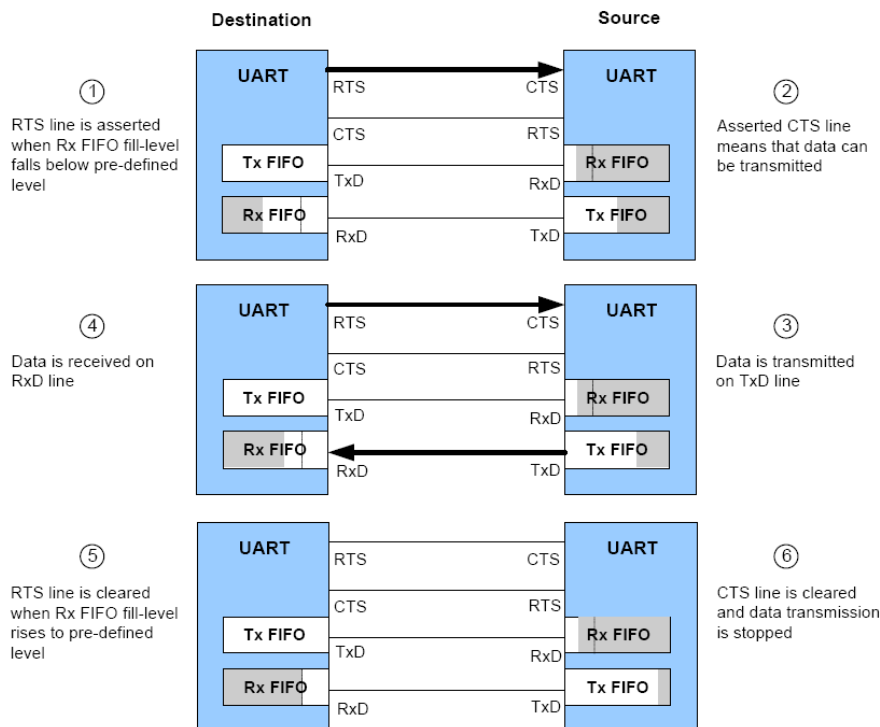 Destination
Source
1
RTS line is asserted
when Rx FIFO fill-level
falls below pre-defined
level
UART
RTS
CTS
Tx FIFO
TxD
Rx FIFO
RxD
UART
CTS
RTS
Rx FIFO
RxD
Tx FIFO
TxD
2
Asserted CTS line
means that data can
be transmitted
4
Data is received on
RxD line
UART
RTS
CTS
Tx FIFO
TxD
Rx FIFO
RxD
UART
CTS
RTS
Rx FIFO
RxD
Tx FIFO
TxD
3
Data is transmitted
on TxD line
5
RTS line is cleared
when Rx FIFO fill-level
rises to pre-defined
level
UART
RTS
CTS
Tx FIFO
TxD
Rx FIFO
RxD
UART
CTS
RTS
Rx FIFO
RxD
Tx FIFO
TxD
6
CTS line is cleared
and data transmission
is stopped